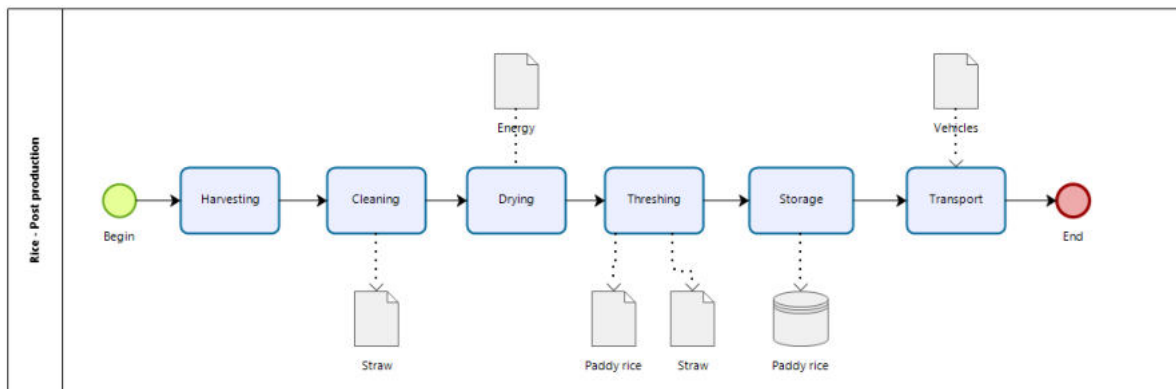 Rice - Post production
Energy
Vehicles
Harvesting
Cleaning
Drying
Threshing
Storage
Transport
Begin
End
Straw
Paddy rice
Straw
Paddy rice